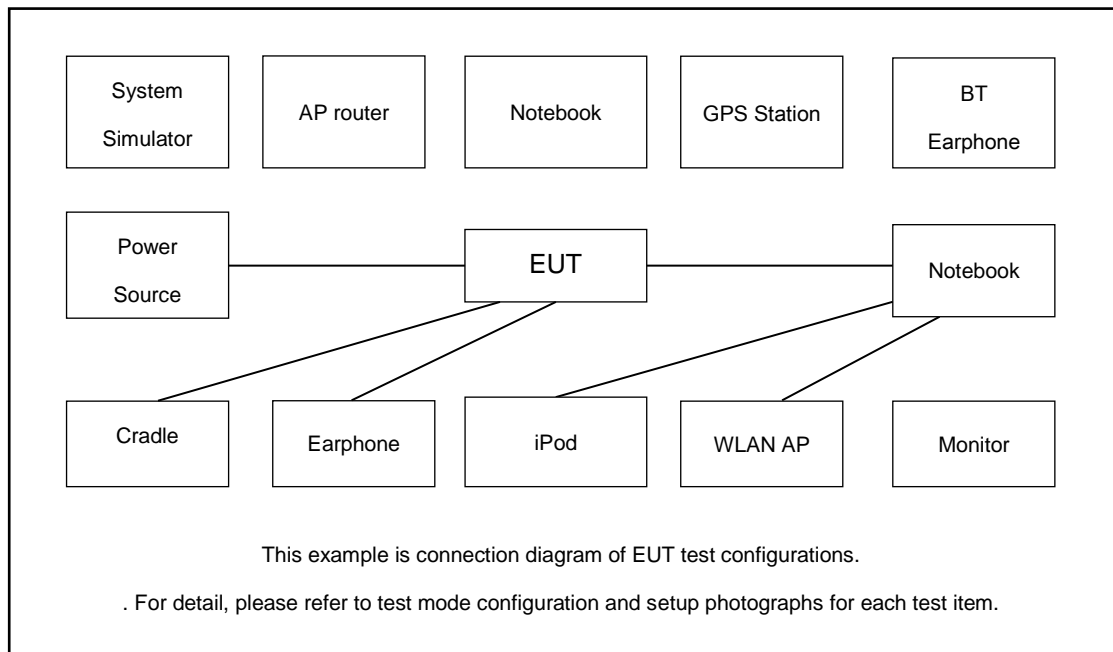 System
Simulator
AP router
Notebook
GPS Station
BT
Earphone
Power
Source
EUT
Notebook
Cradle
Earphone
iPod
WLAN AP
Monitor
This example is connection diagram of EUT test configurations.
. For detail, please refer to test mode configuration and setup photographs for each test item.